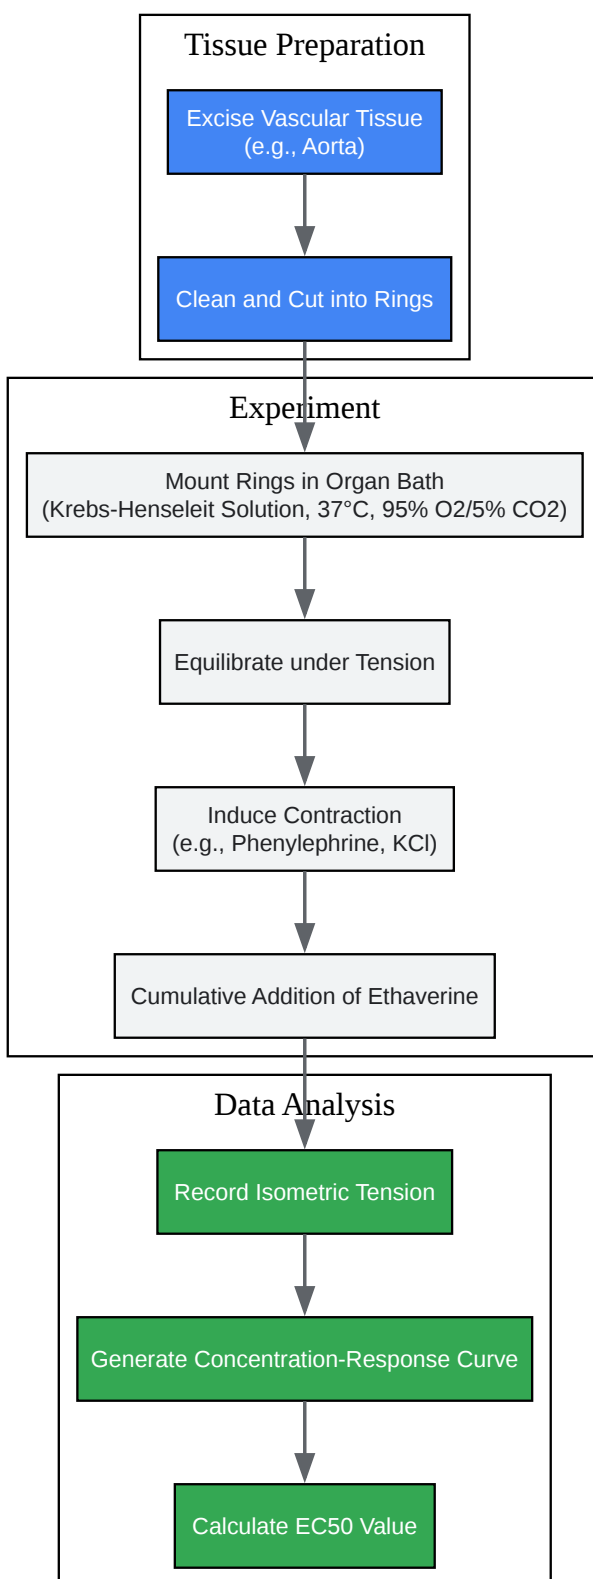 Tissue Preparation
Excise Vascular Tissue
(e.g., Aorta)
Clean and Cut into Rings
Experiment
Mount Rings in Organ Bath
(Krebs-Henseleit Solution, 37°C, 95% O2/5% CO2)
Equilibrate under Tension
Induce Contraction
(e.g., Phenylephrine, KCl)
Cumulative Addition of Ethaverine
Data Analysis
Record Isometric Tension
Generate Concentration-Response Curve
Calculate EC50 Value